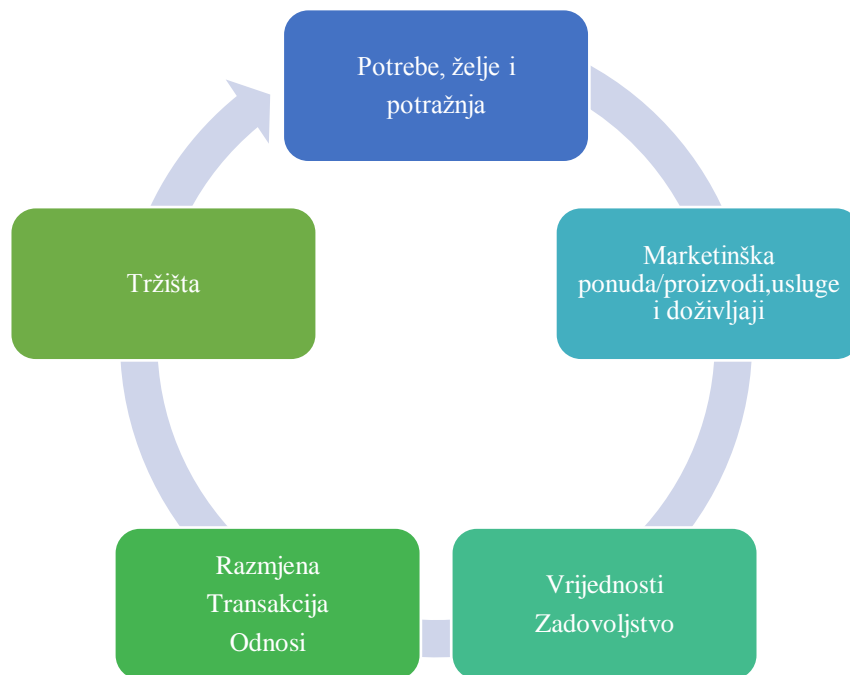 Potrebe, želje i
potražnja
Marketinška
ponuda/proizvodi,usluge
i doživljaji
Vrijednosti
Zadovoljstvo
Razmjena
Transakcija
Odnosi
Tržišta